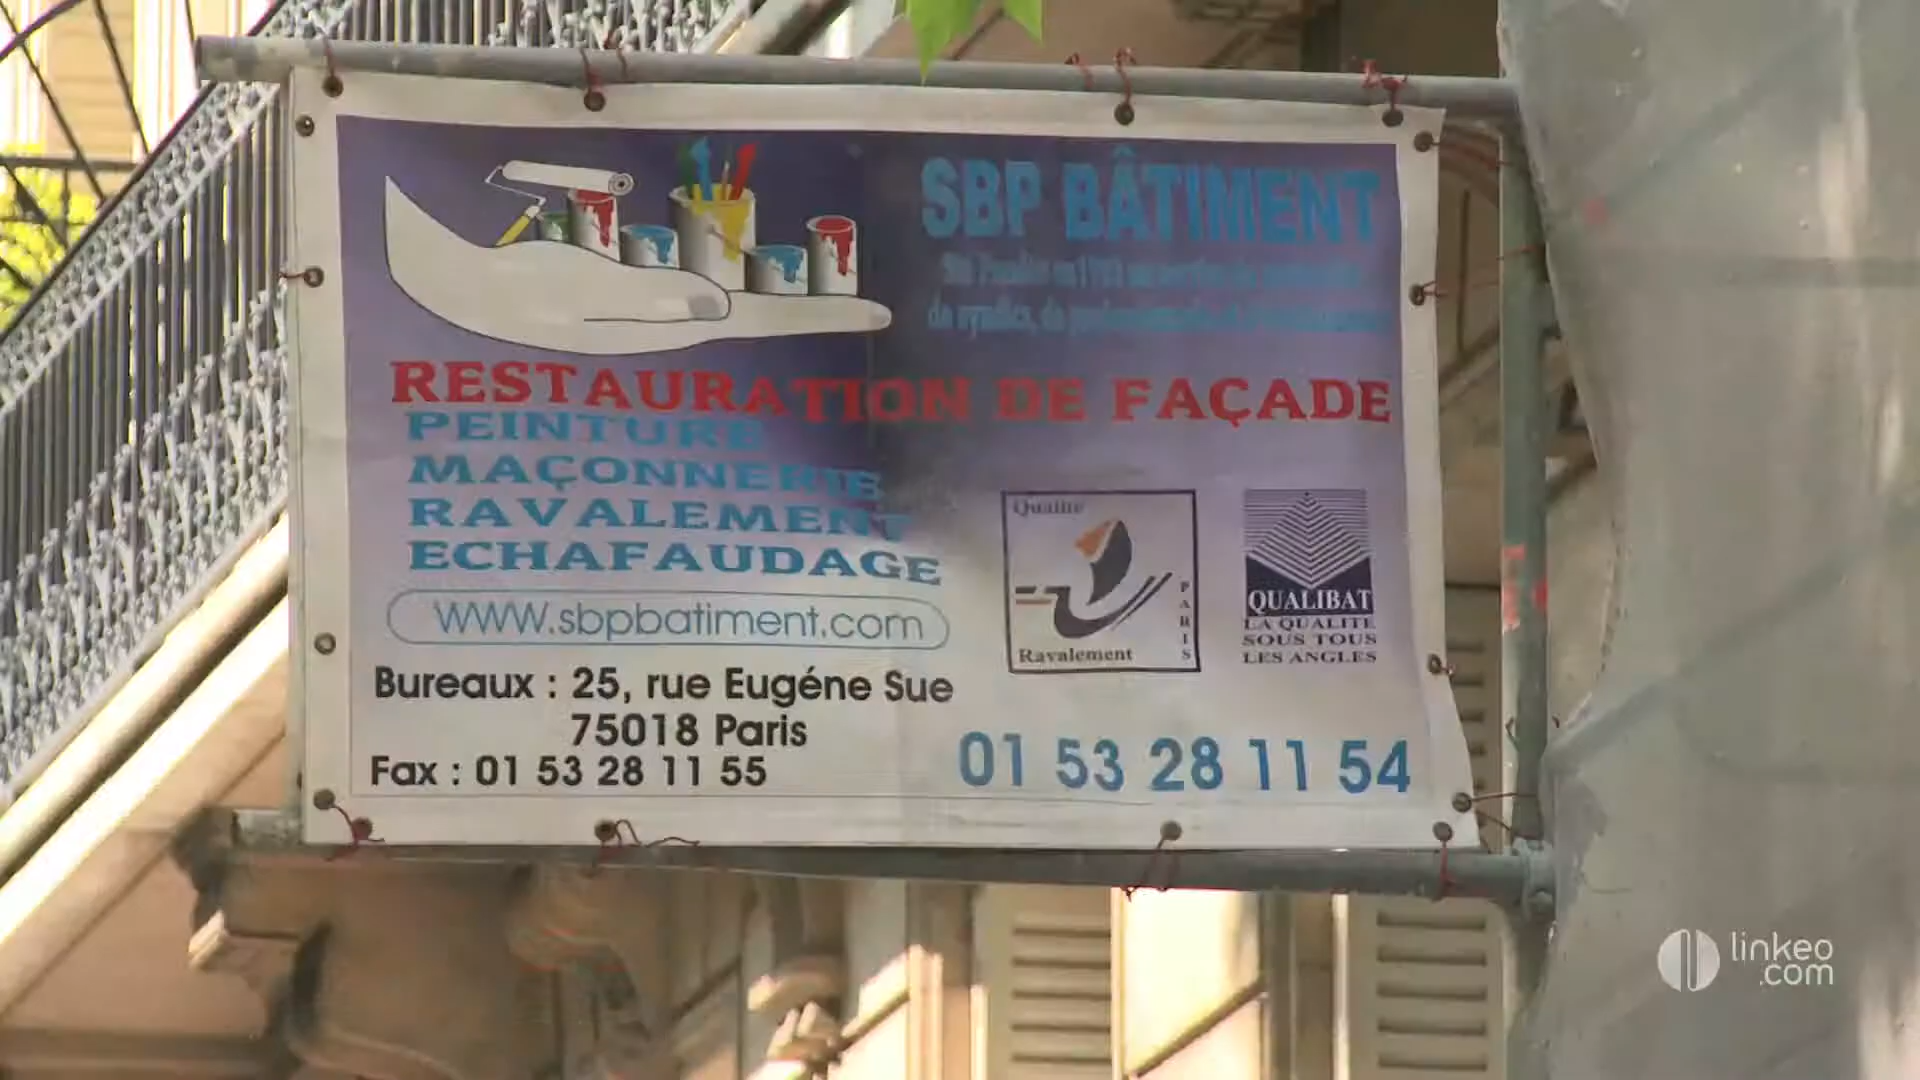 SBP BÂTIMENT
RESTAURATION DE FAÇADE
PEINTURE
MAÇONNERIE
RAVALEMENT
ECHAFAUDAGE
WWW.sbpbatiment.com
Qualité
PARIS
Ravalement
QUALIBAT
LA QUALITE
SOUS TOUS
LES ANGLES
Bureaux : 25, rue Eugéne Sue
75018 Paris
Fax : 01 53 28 11 55
01 53 28 11 54
linkeo
.com